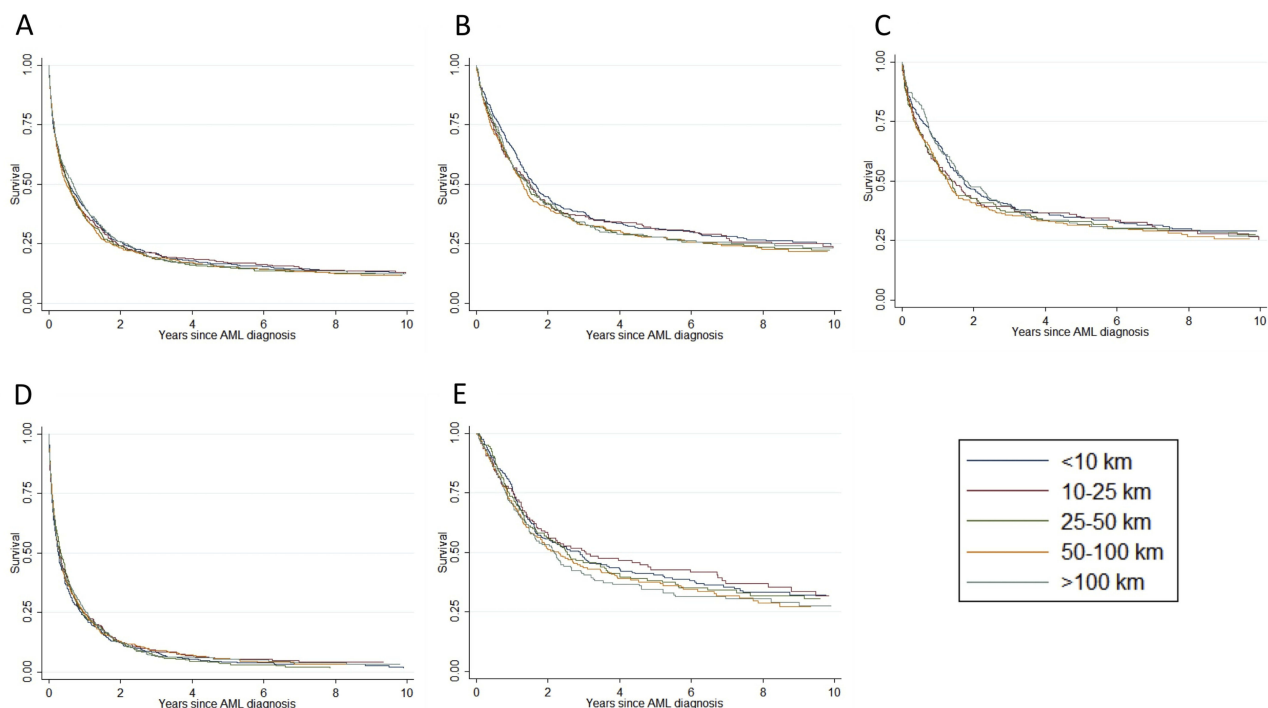 A
1.00
0.75
0.50
0.25
0.00
Survival
0 2 4 6 8 10
Years since AML diagnosis
B
1.00
0.75
0.50
0.25
0.00
Survival
0 2 4 6 8 10
Years since AML diagnosis
C
1.00
0.75
0.50
0.25
0.00
Survival
0 2 4 6 8 10
Years since AML diagnosis
D
1.00
0.75
0.50
0.25
0.00
Survival
0 2 4 6 8 10
Years since AML diagnosis
E
1.00
0.75
0.50
0.25
0.00
Survival
0 2 4 6 8 10
Years since AML diagnosis
<10 km
10-25 km
25-50 km
50-100 km
>100 km